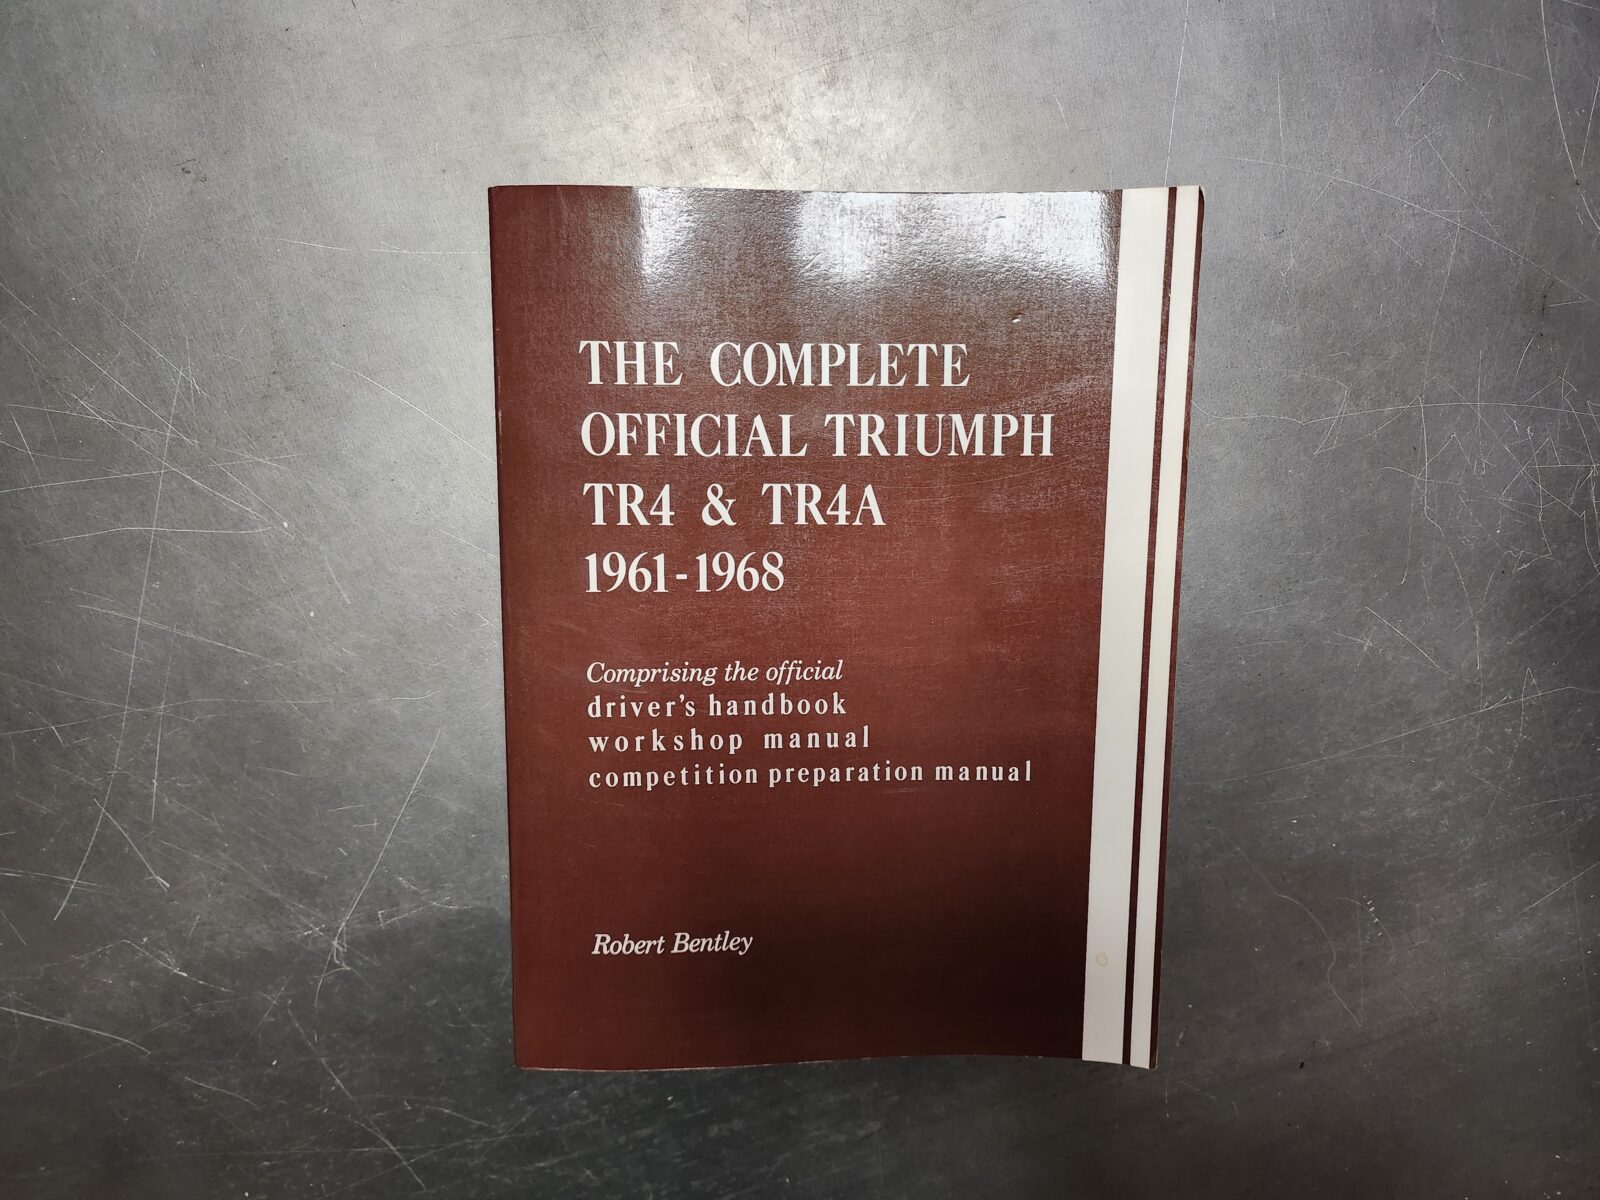 THE COMPLETE
OFFICIAL TRIUMPH
TR4 & TR4A
1961-1968
Comprising the official
driver's handbook
workshop manual
competition preparation manual
Robert Bentley